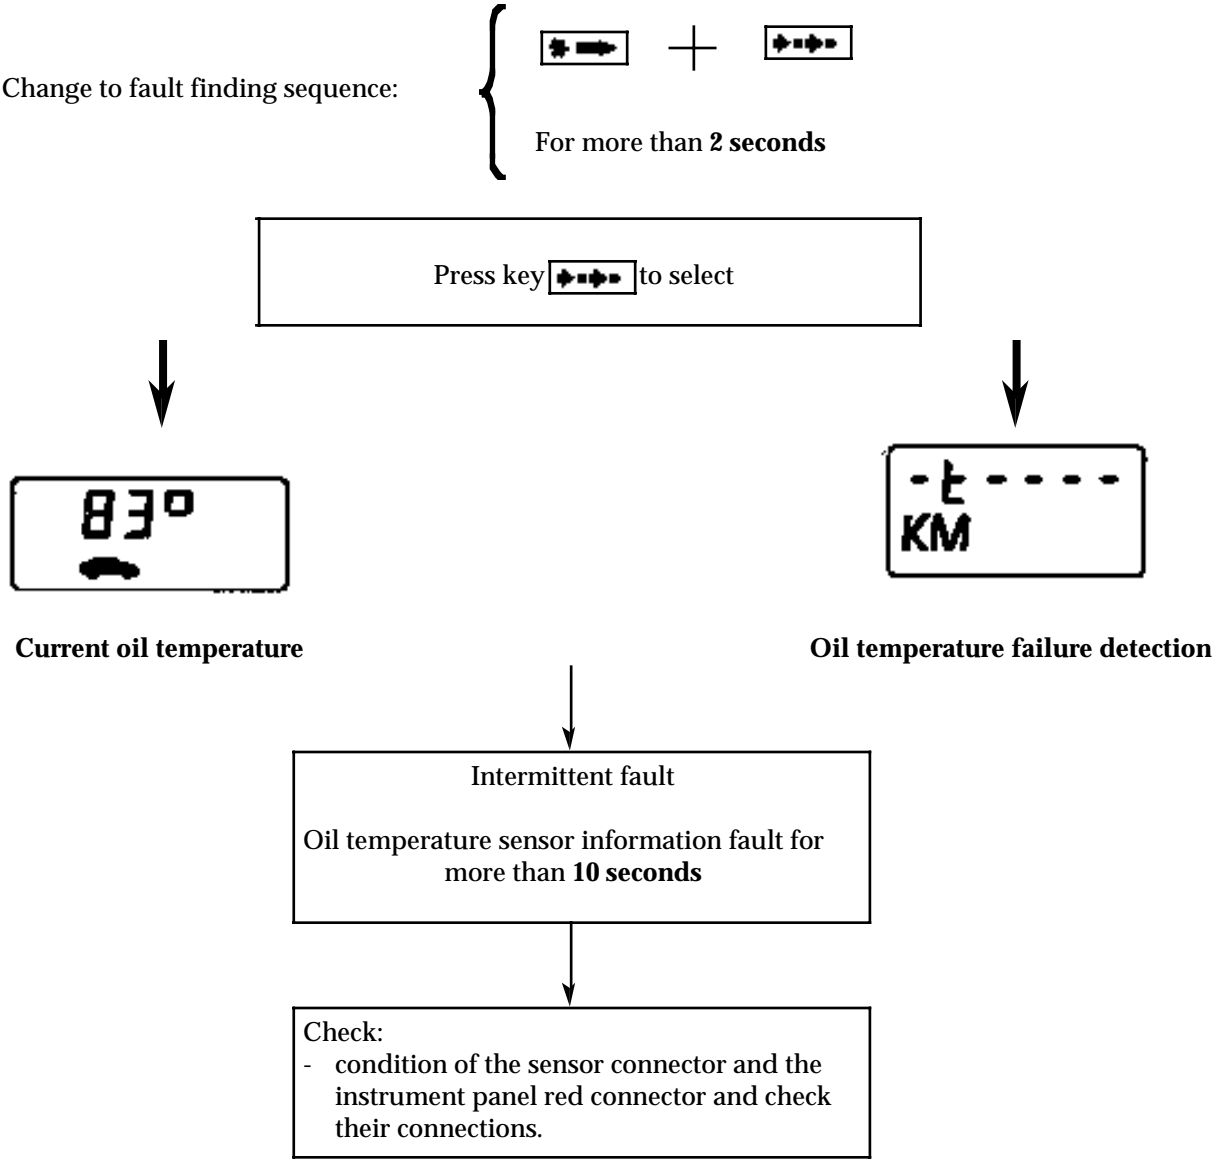 Change to fault finding sequence:
For more than 2 seconds
Press key to select
83°
- t - - - -
KM
Current oil temperature
Oil temperature failure detection
Intermittent fault
Oil temperature sensor information fault for
more than 10 seconds
Check:
- condition of the sensor connector and the
instrument panel red connector and check
their connections.